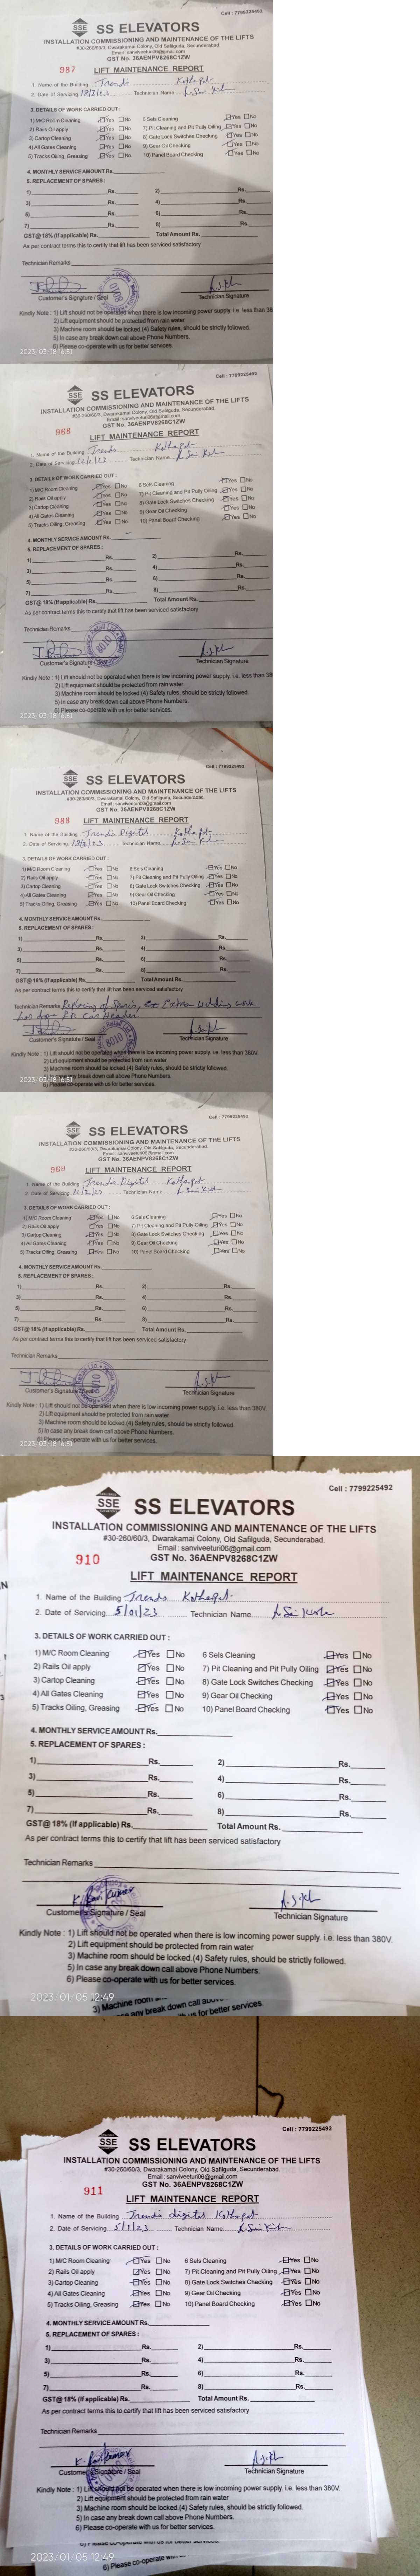 Cell : 7799225492
SSE
SS ELEVATORS
INSTALLATION COMMISSIONING AND MAINTENANCE OF THE LIFTS
#30-260/60/3, Dwarakamai Colony, Old Safilguda, Secunderabad.
Email : sanviveeturi06@gmail.com
GST No. 36AENPV8268C1ZW
987
LIFT MAINTENANCE REPORT
1. Name of the Building Trends Kothapet
2. Date of Servicing 18/3/23 Technician Name
3. DETAILS OF WORK CARRIED OUT :
1) M/C Room Cleaning Yes No 6 Sels Cleaning Yes No
2) Rails Oil apply Yes No 7) Pit Cleaning and Pit Fully Oiling Yes No
3) Cartop Cleaning Yes No 8) Gate Lock Switches Checking Yes No
4) All Gates Cleaning Yes No 9) Gear Oil Checking Yes No
5) Tracks Oiling, Greasing Yes No 10) Panel Board Checking Yes No
4. MONTHLY SERVICE AMOUNT Rs.
5. REPLACEMENT OF SPARES :
1) Rs. 2) Rs.
3) Rs. 4) Rs.
5) Rs. 6) Rs.
7) Rs. 8) Rs.
GST@ 18% (If applicable) Rs. Total Amount Rs.
As per contract terms this to certify that lift has been serviced satisfactory
Technician Remarks
8010
Customer's Signature / Seal Technician Signature
Kindly Note : 1) Lift should not be operated when there is low incoming power supply. i.e. less than 38
2) Lift equipment should be protected from rain water
3) Machine room should be locked.(4) Safety rules, should be strictly followed.
5) In case any break down call above Phone Numbers.
6) Please co-operate with us for better services.
2023/03/18 16:51
Cell : 7799225492
SSE
SS ELEVATORS
INSTALLATION COMMISSIONING AND MAINTENANCE OF THE LIFTS
#30-260/60/3, Dwarakamai Colony, Old Safilguda, Secunderabad.
Email : sanviveeturi06@gmail.com
GST No. 36AENPV8268C1ZW
968
LIFT MAINTENANCE REPORT
1. Name of the Building Trends Kothapet
2. Date of Servicing Technician Name
3. DETAILS OF WORK CARRIED OUT :
1) M/C Room Cleaning Yes No 6 Sels Cleaning Yes No
2) Rails Oil apply Yes No 7) Pit Cleaning and Pit Fully Oiling Yes No
3) Cartop Cleaning Yes No 8) Gate Lock Switches Checking Yes No
4) All Gates Cleaning Yes No 9) Gear Oil Checking Yes No
5) Tracks Oiling, Greasing Yes No 10) Panel Board Checking Yes No
4. MONTHLY SERVICE AMOUNT Rs.
5. REPLACEMENT OF SPARES :
1) Rs. 2) Rs.
3) Rs. 4) Rs.
5) Rs. 6) Rs.
7) Rs. 8) Rs.
GST@ 18% (If applicable) Rs. Total Amount Rs.
As per contract terms this to certify that lift has been serviced satisfactory
Technician Remarks
8010
Customer's Signature / Seal Technician Signature
Kindly Note : 1) Lift should not be operated when there is low incoming power supply. i.e. less than 38
2) Lift equipment should be protected from rain water
3) Machine room should be locked.(4) Safety rules, should be strictly followed.
5) In case any break down call above Phone Numbers.
6) Please co-operate with us for better services.
2023/03/18 16:51
Cell : 7799225492
SSE
SS ELEVATORS
INSTALLATION COMMISSIONING AND MAINTENANCE OF THE LIFTS
#30-260/60/3, Dwarakamai Colony, Old Safilguda, Secunderabad.
Email : sanviveeturi06@gmail.com
GST No. 36AENPV8268C1ZW
988
LIFT MAINTENANCE REPORT
1. Name of the Building Trends Digital Kothapet
2. Date of Servicing 18/3/23 Technician Name
3. DETAILS OF WORK CARRIED OUT :
1) M/C Room Cleaning Yes No 6 Sels Cleaning Yes No
2) Rails Oil apply Yes No 7) Pit Cleaning and Pit Fully Oiling Yes No
3) Cartop Cleaning Yes No 8) Gate Lock Switches Checking Yes No
4) All Gates Cleaning Yes No 9) Gear Oil Checking Yes No
5) Tracks Oiling, Greasing Yes No 10) Panel Board Checking Yes No
4. MONTHLY SERVICE AMOUNT Rs.
5. REPLACEMENT OF SPARES :
1) Rs. 2) Rs.
3) Rs. 4) Rs.
5) Rs. 6) Rs.
7) Rs. 8) Rs.
GST@ 18% (If applicable) Rs. Total Amount Rs.
As per contract terms this to certify that lift has been serviced satisfactory
Technician Remarks Replacing of Extra welding work
has done Car Header
8010
Customer's Signature / Seal Technician Signature
Kindly Note : 1) Lift should not be operated when there is low incoming power supply. i.e. less than 380V.
2) Lift equipment should be protected from rain water
3) Machine room should be locked.(4) Safety rules, should be strictly followed.
5) In case any break down call above Phone Numbers.
6) Please co-operate with us for better services.
2023/03/18 16:51
Cell : 7799225492
SSE
SS ELEVATORS
INSTALLATION COMMISSIONING AND MAINTENANCE OF THE LIFTS
#30-260/60/3, Dwarakamai Colony, Old Safilguda, Secunderabad.
Email : sanviveeturi06@gmail.com
GST No. 36AENPV8268C1ZW
969
LIFT MAINTENANCE REPORT
1. Name of the Building Trends Digital Kothapet
2. Date of Servicing Technician Name
3. DETAILS OF WORK CARRIED OUT :
1) M/C Room Cleaning Yes No 6 Sels Cleaning Yes No
2) Rails Oil apply Yes No 7) Pit Cleaning and Pit Fully Oiling Yes No
3) Cartop Cleaning Yes No 8) Gate Lock Switches Checking Yes No
4) All Gates Cleaning Yes No 9) Gear Oil Checking Yes No
5) Tracks Oiling, Greasing Yes No 10) Panel Board Checking Yes No
4. MONTHLY SERVICE AMOUNT Rs.
5. REPLACEMENT OF SPARES :
1) Rs. 2) Rs.
3) Rs. 4) Rs.
5) Rs. 6) Rs.
7) Rs. 8) Rs.
GST@ 18% (If applicable) Rs. Total Amount Rs.
As per contract terms this to certify that lift has been serviced satisfactory
Technician Remarks
8010
Customer's Signature / Seal Technician Signature
Kindly Note : 1) Lift should not be operated when there is low incoming power supply. i.e. less than 380V.
2) Lift equipment should be protected from rain water
3) Machine room should be locked.(4) Safety rules, should be strictly followed.
5) In case any break down call above Phone Numbers.
6) Please co-operate with us for better services.
2023/03/18 16:51
Cell : 7799225492
SSE
SS ELEVATORS
INSTALLATION COMMISSIONING AND MAINTENANCE OF THE LIFTS
#30-260/60/3, Dwarakamai Colony, Old Safilguda, Secunderabad.
Email : sanviveeturi06@gmail.com
GST No. 36AENPV8268C1ZW
910
LIFT MAINTENANCE REPORT
1. Name of the Building Trends Kothapet
2. Date of Servicing 5/01/23 Technician Name
3. DETAILS OF WORK CARRIED OUT :
1) M/C Room Cleaning Yes No 6 Sels Cleaning Yes No
2) Rails Oil apply Yes No 7) Pit Cleaning and Pit Fully Oiling Yes No
3) Cartop Cleaning Yes No 8) Gate Lock Switches Checking Yes No
4) All Gates Cleaning Yes No 9) Gear Oil Checking Yes No
5) Tracks Oiling, Greasing Yes No 10) Panel Board Checking Yes No
4. MONTHLY SERVICE AMOUNT Rs.
5. REPLACEMENT OF SPARES :
1) Rs. 2) Rs.
3) Rs. 4) Rs.
5) Rs. 6) Rs.
7) Rs. 8) Rs.
GST@ 18% (If applicable) Rs. Total Amount Rs.
As per contract terms this to certify that lift has been serviced satisfactory
Technician Remarks
Customer's Signature / Seal Technician Signature
Kindly Note : 1) Lift should not be operated when there is low incoming power supply. i.e. less than 380V.
2) Lift equipment should be protected from rain water
3) Machine room should be locked.(4) Safety rules, should be strictly followed.
5) In case any break down call above Phone Numbers.
6) Please co-operate with us for better services.
2023/01/05 12:49
3) Machine room
any break down call above
us for better services.
Cell : 7799225492
SSE
SS ELEVATORS
INSTALLATION COMMISSIONING AND MAINTENANCE OF THE LIFTS
#30-260/60/3, Dwarakamai Colony, Old Safilguda, Secunderabad.
Email : sanviveeturi06@gmail.com
GST No. 36AENPV8268C1ZW
911
LIFT MAINTENANCE REPORT
1. Name of the Building Trends digital Kothapet
2. Date of Servicing 5/1/23 Technician Name
3. DETAILS OF WORK CARRIED OUT :
1) M/C Room Cleaning Yes No 6 Sels Cleaning Yes No
2) Rails Oil apply Yes No 7) Pit Cleaning and Pit Fully Oiling Yes No
3) Cartop Cleaning Yes No 8) Gate Lock Switches Checking Yes No
4) All Gates Cleaning Yes No 9) Gear Oil Checking Yes No
5) Tracks Oiling, Greasing Yes No 10) Panel Board Checking Yes No
4. MONTHLY SERVICE AMOUNT Rs.
5. REPLACEMENT OF SPARES :
1) Rs. 2) Rs.
3) Rs. 4) Rs.
5) Rs. 6) Rs.
7) Rs. 8) Rs.
GST@ 18% (If applicable) Rs. Total Amount Rs.
As per contract terms this to certify that lift has been serviced satisfactory
Technician Remarks
Customer's Signature / Seal Technician Signature
Kindly Note : 1) Lift should not be operated when there is low incoming power supply. i.e. less than 380V.
2) Lift equipment should be protected from rain water
3) Machine room should be locked.(4) Safety rules, should be strictly followed.
5) In case any break down call above Phone Numbers.
6) Please co-operate with us for better services.
2023/01/05 12:49
6) Please co-operate with us for better services.
6) Please co-operate with